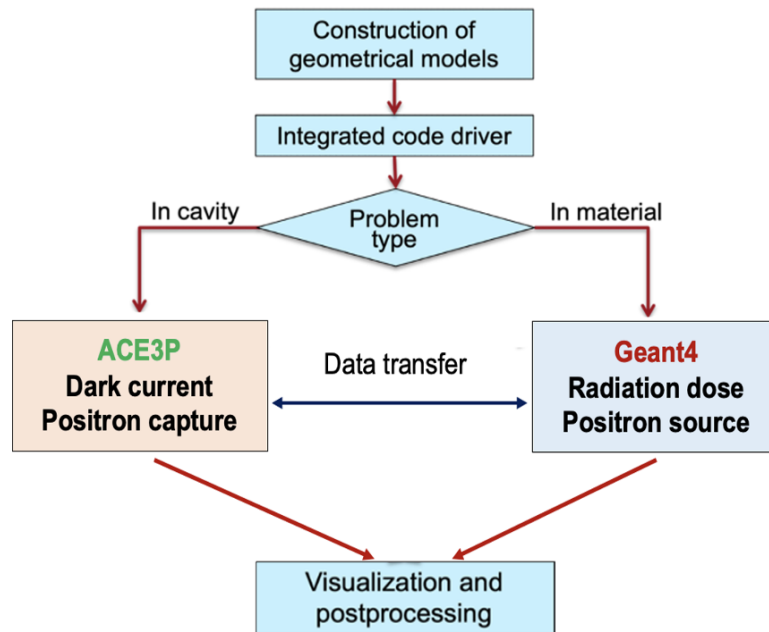 Construction of
geometrical models
Integrated code driver
In cavity
Problem
type
In material
ACE3P
Dark current
Positron capture
Data transfer
Geant4
Radiation dose
Positron source
Visualization and
postprocessing